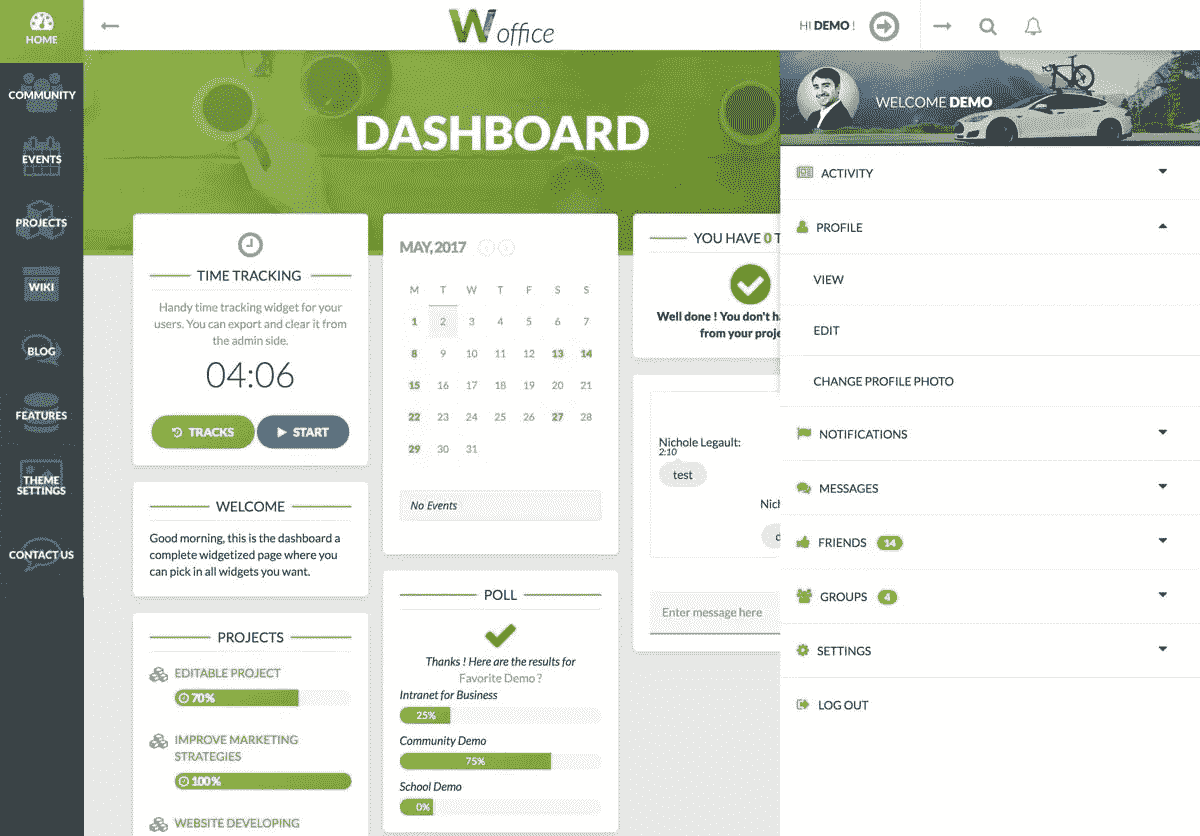 HOME
COMMUNITY
EVENTS
PROJECTS
WIKI
BLOG
FEATURES
THEME
SETTINGS
CONTACT US
Woffice
HI DEMO !
DASHBOARD
TIME TRACKING
Handy time tracking widget for your
users. You can export and clear it from
the admin side.
04:06
TRACKS
START
WELCOME
Good morning, this is the dashboard a
complete widgetized page where you
can pick in all widgets you want.
PROJECTS
EDITABLE PROJECT
70%
IMPROVE MARKETING
STRATEGIES
100%
WEBSITE DEVELOPING
MAY, 2017
M T W T F S S
1 2 3 4 5 6 7
8 9 10 11 12 13 14
15 16 17 18 19 20 21
22 23 24 25 26 27 28
29 30 31
No Events
POLL
Thanks ! Here are the results for
Favorite Demo ?
Intranet for Business
25%
Community Demo
75%
School Demo
0%
YOU HAVE 0 T
Well done ! You don't ha
from your proje
Nichole Legault:
2:10
test
Nich
Enter message here
WELCOME DEMO
ACTIVITY
PROFILE
VIEW
EDIT
CHANGE PROFILE PHOTO
NOTIFICATIONS
MESSAGES
FRIENDS 14
GROUPS 4
SETTINGS
LOG OUT